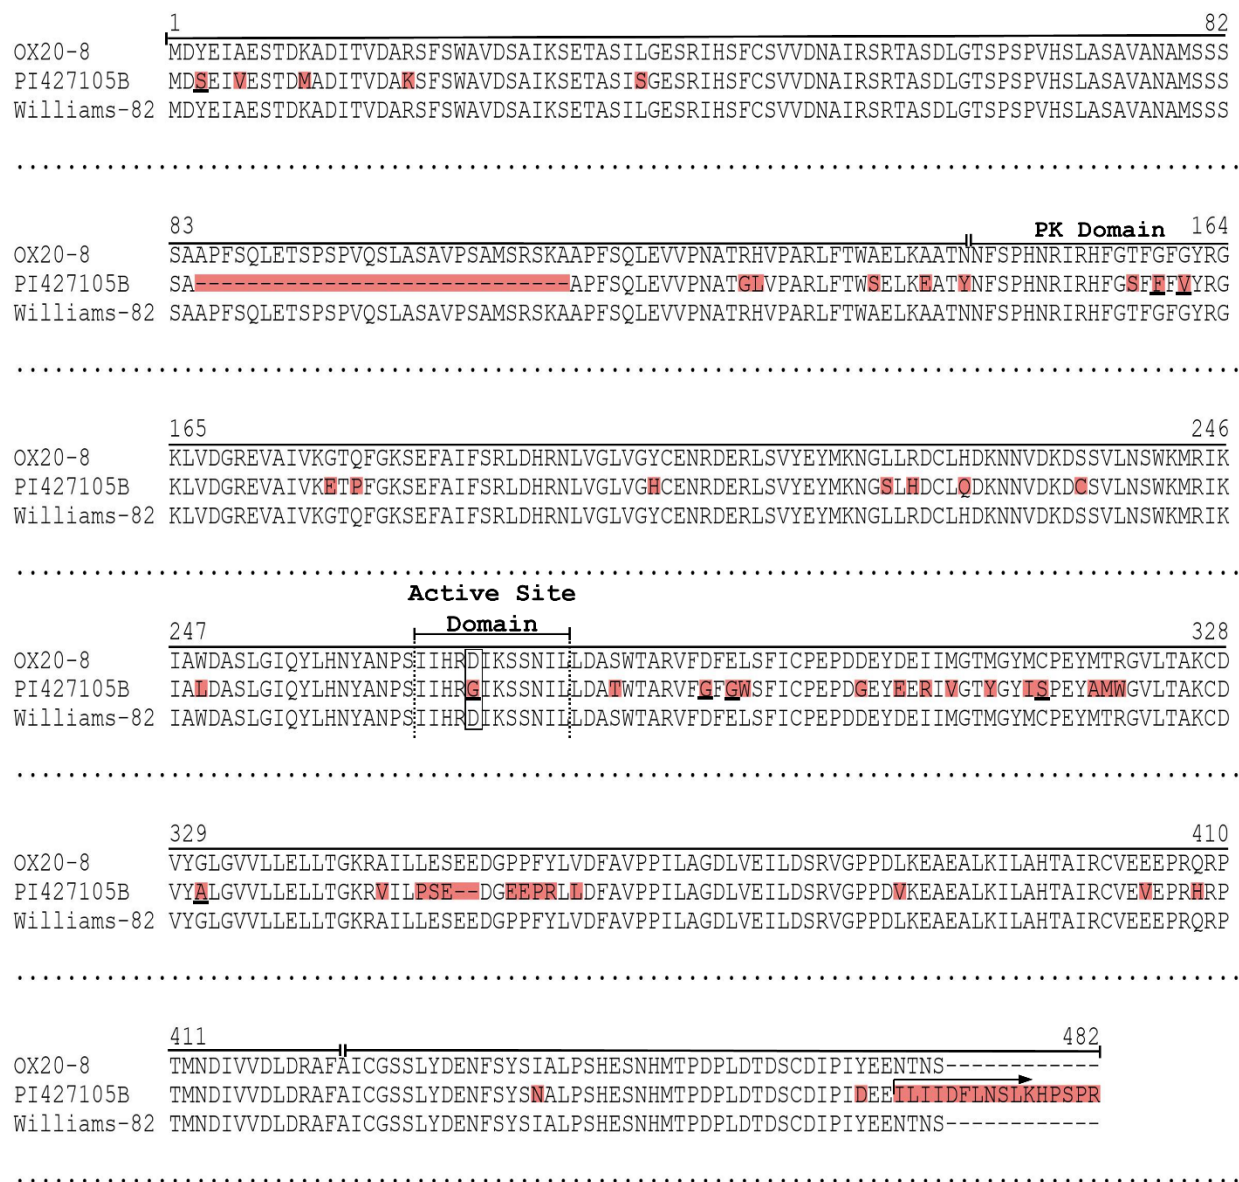 1 82
OX20-8 MDYEIAESTDKADITVDARSFSWAVDSAIKSETASILGESRIHSFCSVVDNAIRSRTASDLGTSPSPVHSLASAVANAMSSS
PI427105B MDSEIVESTDMADITVDAKSFSWAVDSAIKSETASISGESRIHSFCSVVDNAIRSRTASDLGTSPSPVHSLASAVANAMSSS
Williams-82 MDYEIAESTDKADITVDARSFSWAVDSAIKSETASILGESRIHSFCSVVDNAIRSRTASDLGTSPSPVHSLASAVANAMSSS
83 PK Domain 164
OX20-8 SAAPFSQLETSPSPVQSLASAVPSAMSRSKAAPFSQLEVVPNATRHVPARLFTWAELKAATNNFSPHNRIRHFGTFGFGYRG
PI427105B SA-----------------------------APFSQLEVVPNATGLVPARLFTWSELKEATYNFSPHNRIRHFGSFEFVYRG
Williams-82 SAAPFSQLETSPSPVQSLASAVPSAMSRSKAAPFSQLEVVPNATRHVPARLFTWAELKAATNNFSPHNRIRHFGTFGFGYRG
165 246
OX20-8 KLVDGREVAIVKGTQFGKSEFAIFSRLDHRNLVGLVGYCENRDERLSVYEYMKNGLLRDCLHDKNNVDKDSSVLNSWKMRIK
PI427105B KLVDGREVAIVKETPFGKSEFAIFSRLDHRNLVGLVGHCENRDERLSVYEYMKNGSLHDCLQDKNNVDKDCSVLNSWKMRIK
Williams-82 KLVDGREVAIVKGTQFGKSEFAIFSRLDHRNLVGLVGYCENRDERLSVYEYMKNGLLRDCLHDKNNVDKDSSVLNSWKMRIK
Active Site
Domain
247 328
OX20-8 IAWDASLGIQYLHNYANPSIIHRDIKSSNILLDASWTARVFDFELSFICPEPDDEYDEIIMGTMGYMCPEYMTRGVLTAKCD
PI427105B IALDASLGIQYLHNYANPSIIHRGIKSSNILLDATWTARVFGFGWSFICPEPDGEYEERIVGTYGYISPEYAMWGVLTAKCD
Williams-82 IAWDASLGIQYLHNYANPSIIHRDIKSSNILLDASWTARVFDFELSFICPEPDDEYDEIIMGTMGYMCPEYMTRGVLTAKCD
329 410
OX20-8 VYGLGVVLLELLTGKRAILLESEEDGPPFYLVDFAVPPILAGDLVEILDSRVGPPDLKEAEALKILAHTAIRCVEEEPRQRP
PI427105B VYALGVVLLELLTGKRVILPSE--DGEEPRLLDFAVPPILAGDLVEILDSRVGPPDVKEAEALKILAHTAIRCVEVEPRHRP
Williams-82 VYGLGVVLLELLTGKRAILLESEEDGPPFYLVDFAVPPILAGDLVEILDSRVGPPDLKEAEALKILAHTAIRCVEEEPRQRP
411 482
OX20-8 TMNDIVVDLDRAFAICGSSLYDENFSYSIALPSHESNHMTPDPLDTDSCDIPIYEENTNS------------
PI427105B TMNDIVVDLDRAFAICGSSLYDENFSYSNALPSHESNHMTPDPLDTDSCDIPIDEEILIIDFLNSLKHPSPR
Williams-82 TMNDIVVDLDRAFAICGSSLYDENFSYSIALPSHESNHMTPDPLDTDSCDIPIYEENTNS------------